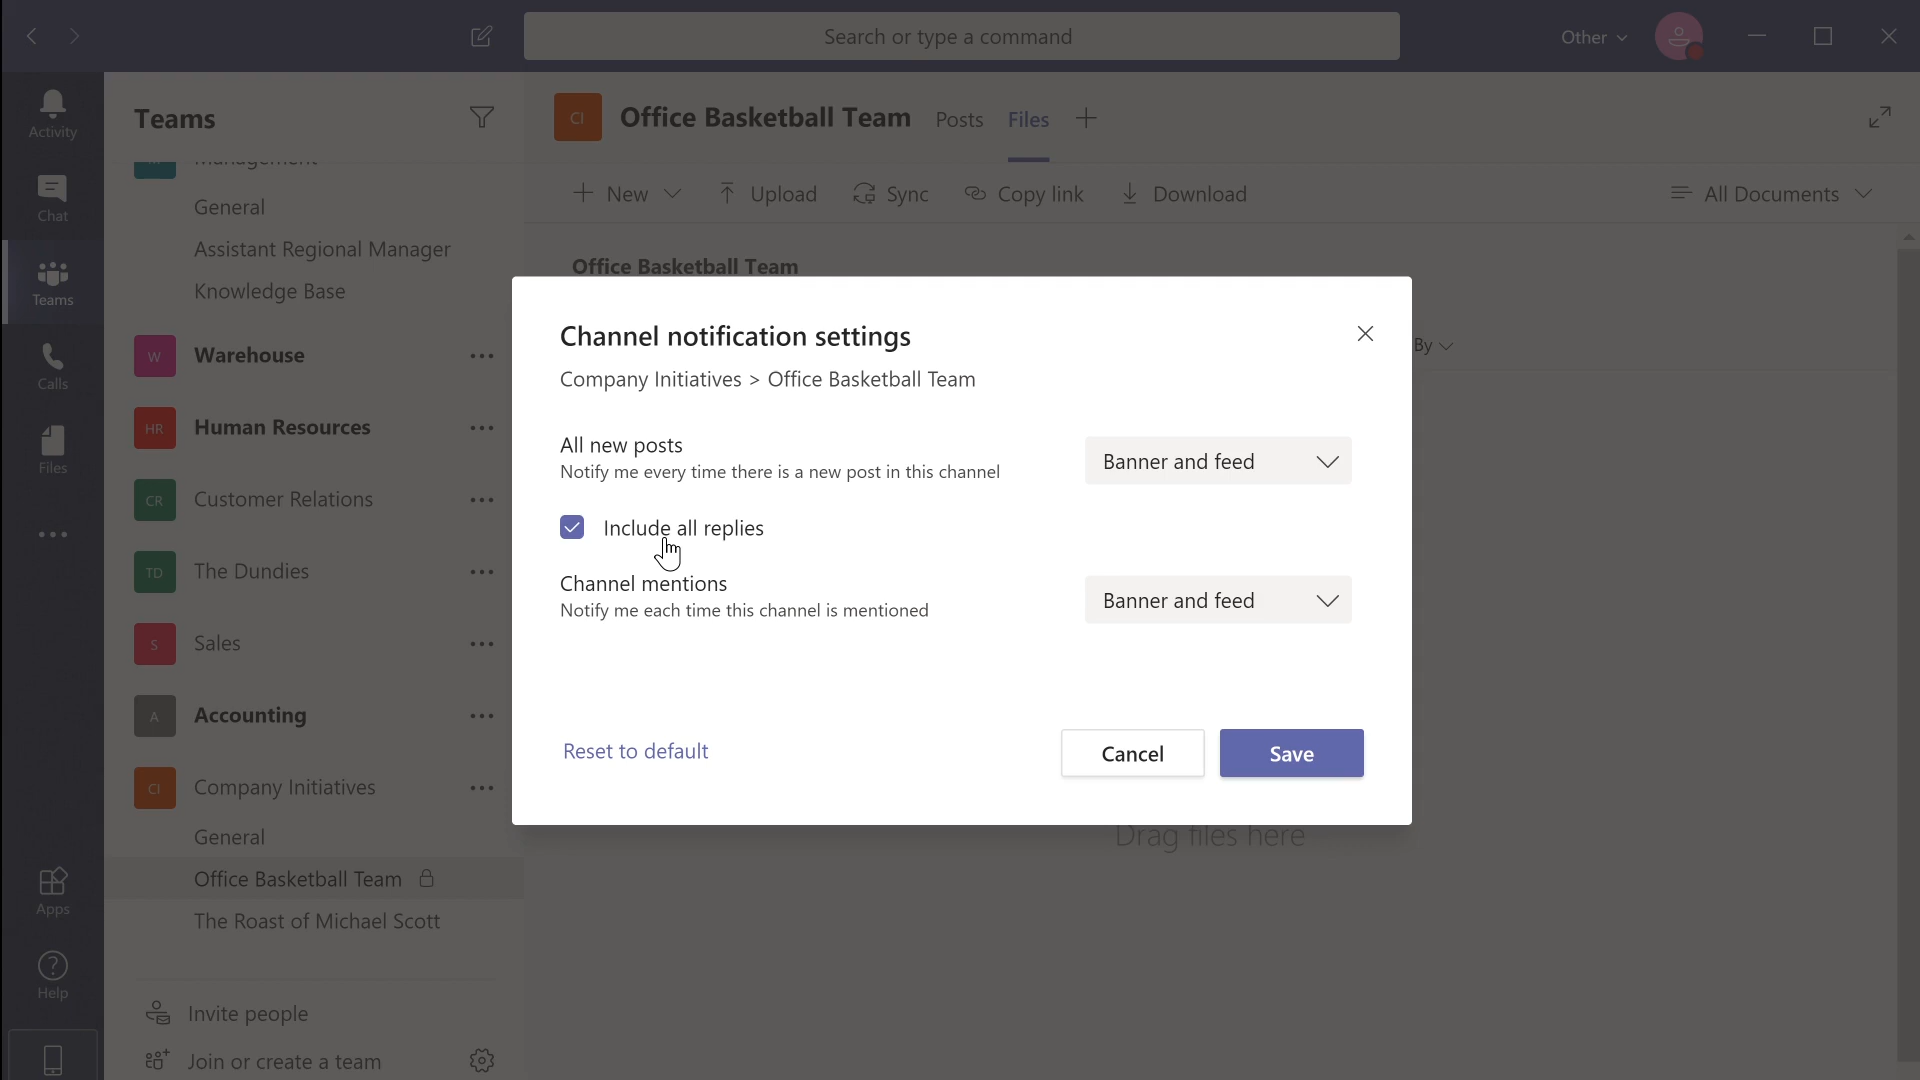 Search or type a command
Other
Activity
Chat
Teams
Calls
Files
Apps
Help
Teams
Management
General
Assistant Regional Manager
Knowledge Base
W Warehouse
HR Human Resources
CR Customer Relations
TD The Dundies
S Sales
A Accounting
CI Company Initiatives
General
Office Basketball Team
The Roast of Michael Scott
Invite people
Join or create a team
CI Office Basketball Team Posts Files
New Upload Sync Copy link Download All Documents
Office Basketball Team
By
Channel notification settings
Company Initiatives > Office Basketball Team
All new posts
Notify me every time there is a new post in this channel
Banner and feed
Include all replies
Channel mentions
Notify me each time this channel is mentioned
Banner and feed
Reset to default Cancel Save
Drag files here